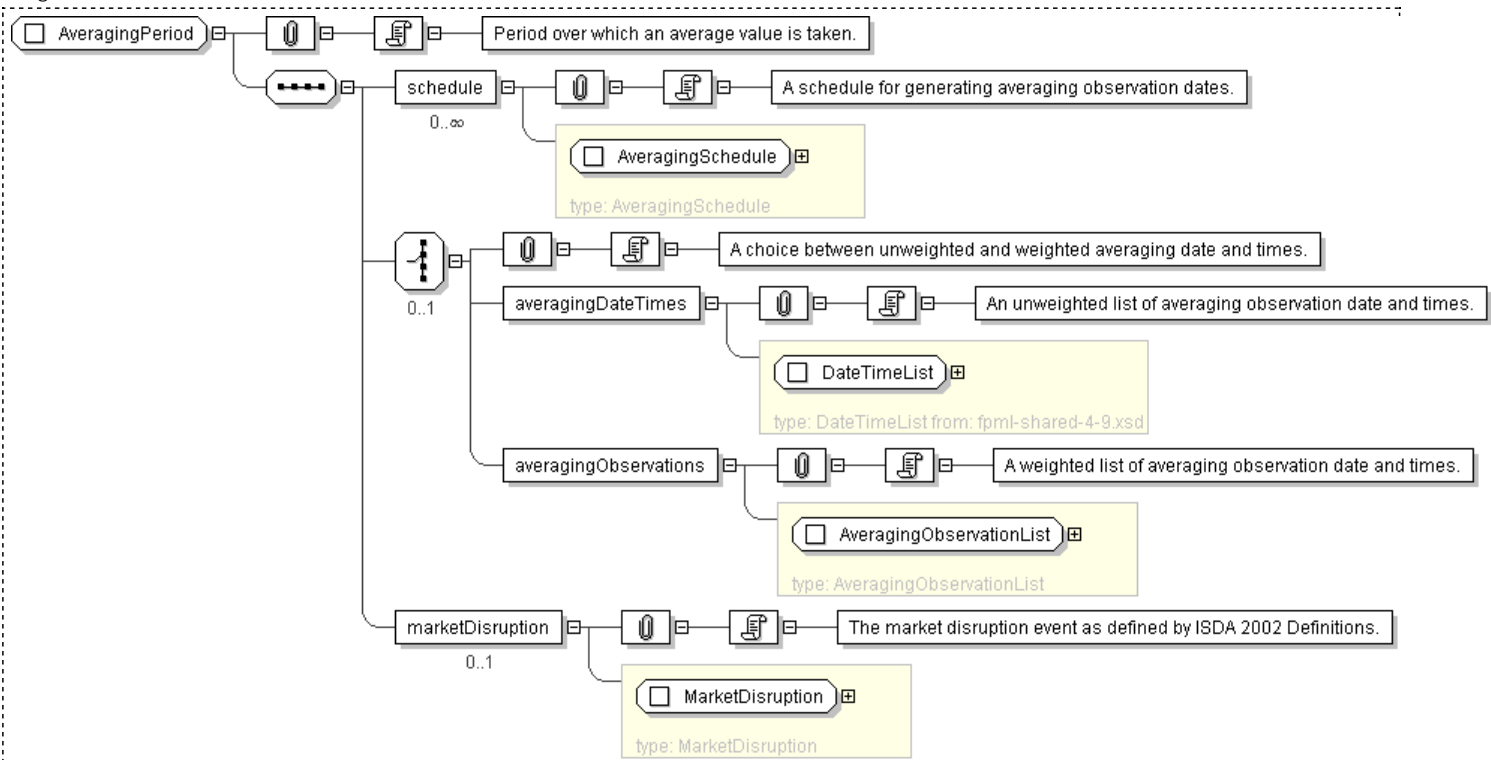 AveragingPeriod
Period over which an average value is taken.
schedule
A schedule for generating averaging observation dates.
0..∞
AveragingSchedule
type: AveragingSchedule
A choice between unweighted and weighted averaging date and times.
0..1
averagingDateTimes
An unweighted list of averaging observation date and times.
DateTimeList
type: DateTimeList from: fpml-shared-4-9.xsd
averagingObservations
A weighted list of averaging observation date and times.
AveragingObservationList
type: AveragingObservationList
marketDisruption
The market disruption event as defined by ISDA 2002 Definitions.
0..1
MarketDisruption
type: MarketDisruption